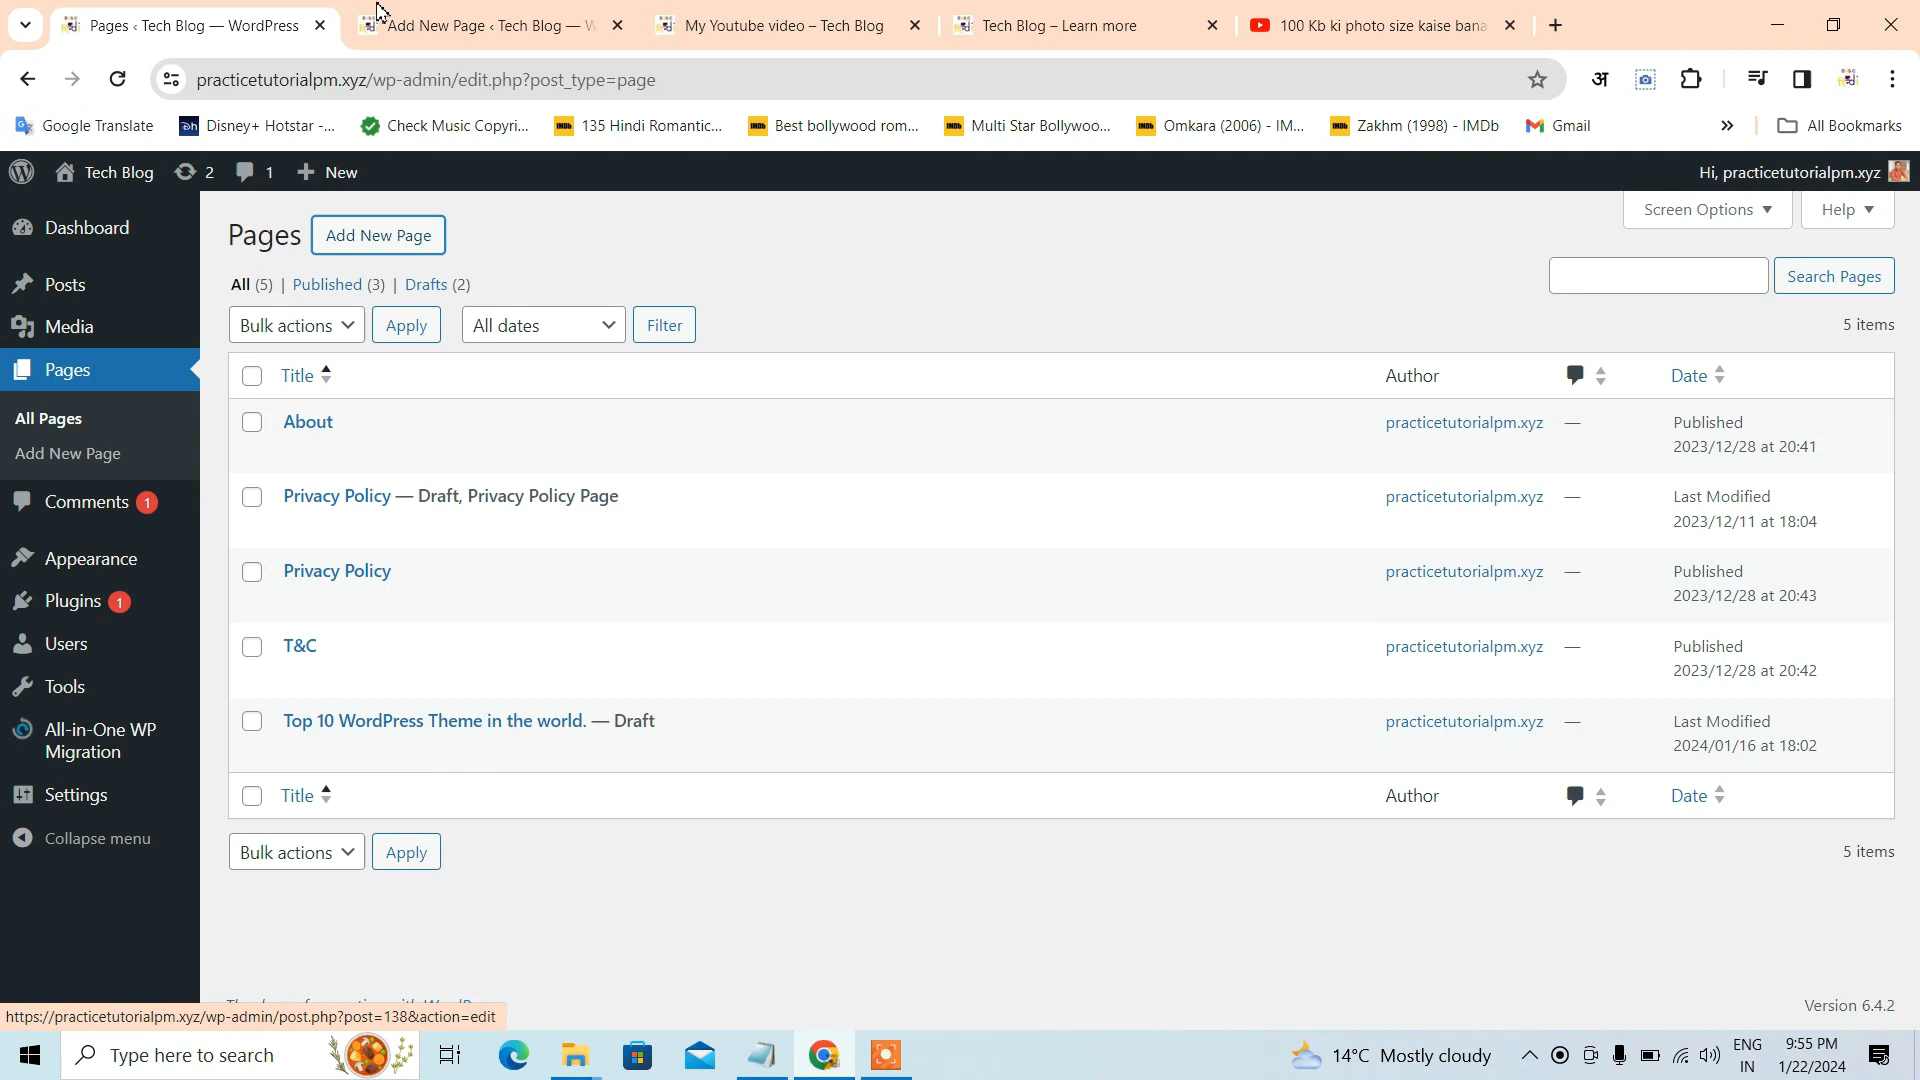 Pages ‹ Tech Blog — WordPress
Add New Page ‹ Tech Blog — W
My Youtube video – Tech Blog
Tech Blog – Learn more
100 Kb ki photo size kaise bana
practicetutorialpm.xyz/wp-admin/edit.php?post_type=page
अ
Google Translate
Disney+ Hotstar -...
Check Music Copyri...
135 Hindi Romantic...
Best bollywood rom...
Multi Star Bollywoo...
Omkara (2006) - IM...
Zakhm (1998) - IMDb
Gmail
»
All Bookmarks
Tech Blog
2
1
New
Hi, practicetutorialpm.xyz
Dashboard
Posts
Media
Pages
All Pages
Add New Page
Comments 1
Appearance
Plugins 1
Users
Tools
All-in-One WP
Migration
Settings
Collapse menu
Pages
Add New Page
Screen Options
Help
All (5) | Published (3) | Drafts (2)
Search Pages
Bulk actions
Apply
All dates
Filter
5 items
Title
Author
Date
About
practicetutorialpm.xyz
—
Published
2023/12/28 at 20:41
Privacy Policy — Draft, Privacy Policy Page
practicetutorialpm.xyz
—
Last Modified
2023/12/11 at 18:04
Privacy Policy
practicetutorialpm.xyz
—
Published
2023/12/28 at 20:43
T&C
practicetutorialpm.xyz
—
Published
2023/12/28 at 20:42
Top 10 WordPress Theme in the world. — Draft
practicetutorialpm.xyz
—
Last Modified
2024/01/16 at 18:02
Title
Author
Date
Bulk actions
Apply
5 items
Version 6.4.2
https://practicetutorialpm.xyz/wp-admin/post.php?post=138&action=edit
Type here to search
14°C Mostly cloudy
ENG
IN
9:55 PM
1/22/2024